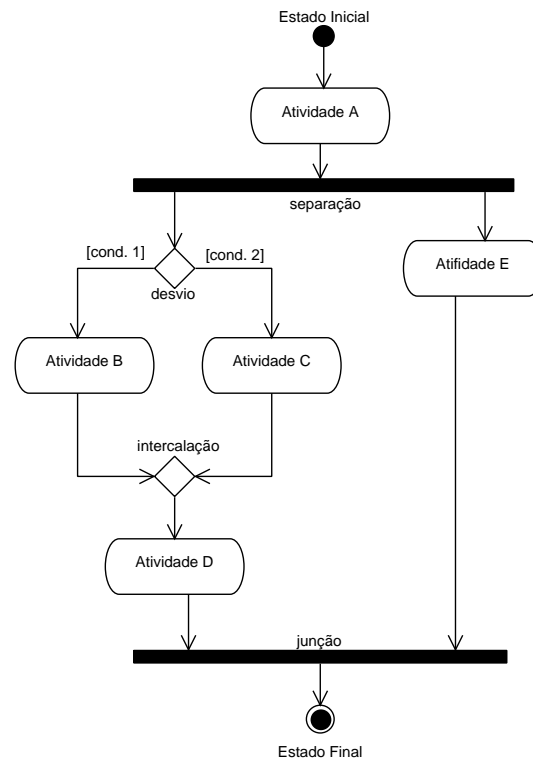 Estado Inicial
Atividade A
separação
[cond. 1]
[cond. 2]
Atifidade E
desvio
Atividade B
Atividade C
intercalação
Atividade D
junção
Estado Final